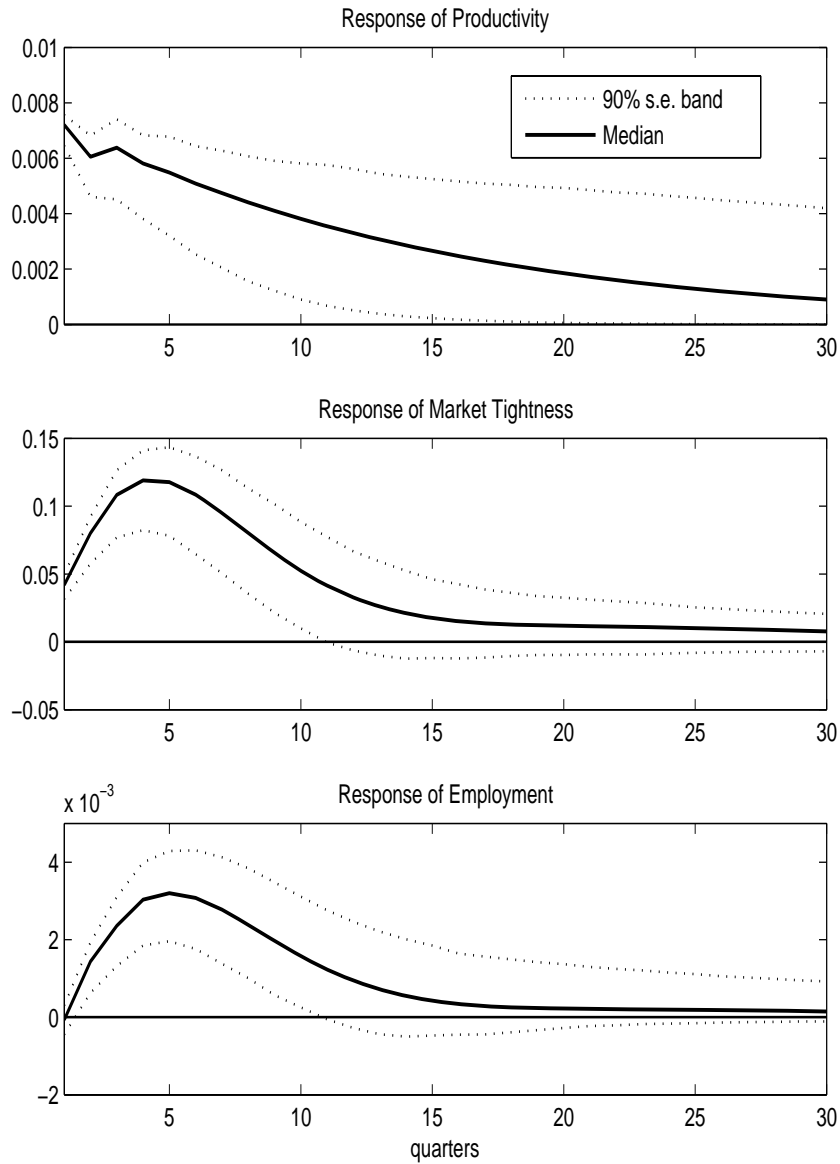 Response of Productivity
0.01
0.008
0.006
0.004
0.002
0
90% s.e. band
Median
5 10 15 20 25 30
Response of Market Tightness
0.15
0.1
0.05
0
−0.05
5 10 15 20 25 30
x 10−3
Response of Employment
4
2
0
−2
5 10 15 20 25 30
quarters